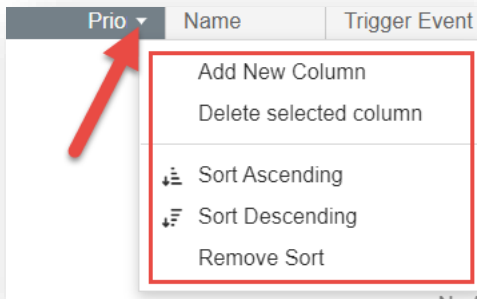 Prio Name Trigger Event
Add New Column
Delete selected column
Sort Ascending
Sort Descending
Remove Sort